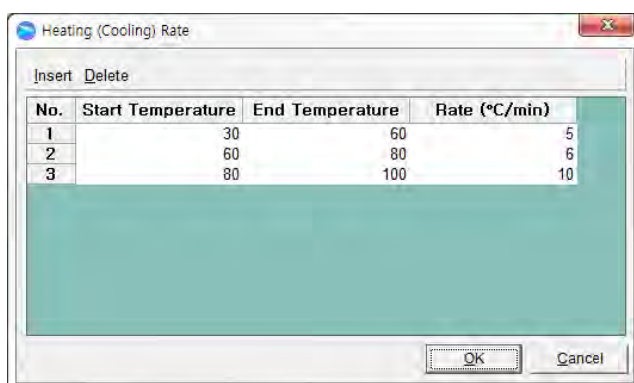 Heating (Cooling) Rate
Insert Delete
No. Start Temperature End Temperature Rate (°C/min)
1 30 60 5
2 60 80 6
3 80 100 10
OK Cancel